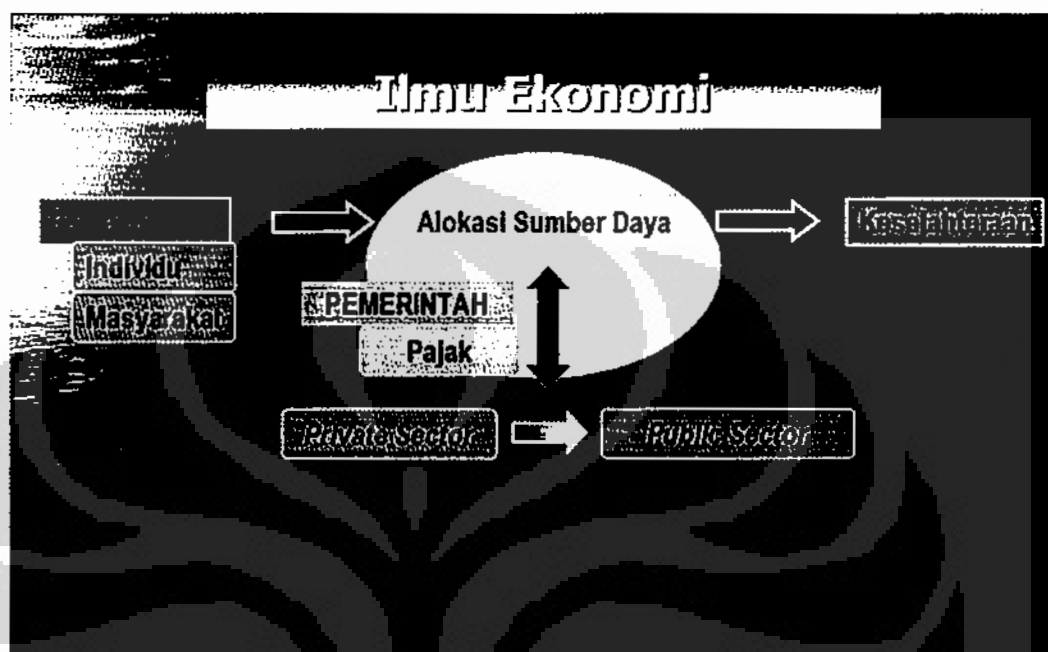 Ilmu Ekonomi
Alokasi Sumber Daya
Kesejahteraan
Individu
Masyarakat
PEMERINTAH
Pajak
Private Sector
Public Sector